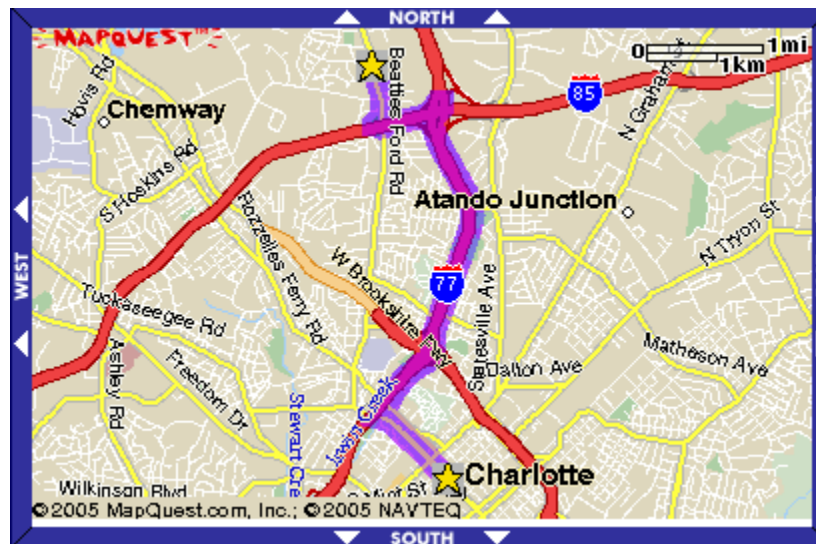 NORTH
MAPQUEST™
0 1mi
1km
Hovis Rd
Chemway
Beatties Ford Rd
85
N Graham
S Hoskins Rd
Atando Junction
Rozzelles Ferry Rd
N Tryon St
WEST
W Brookshire Fwy
77
Statesville Ave
Tuckaseegee Rd
Matheson Ave
Dalton Ave
Ashley Rd
Freedom Dr
Irwin Creek
Stewart Cre
Charlotte
Wilkinson Blvd
©2005 MapQuest.com, Inc.; ©2005 NAVTEQ
SOUTH